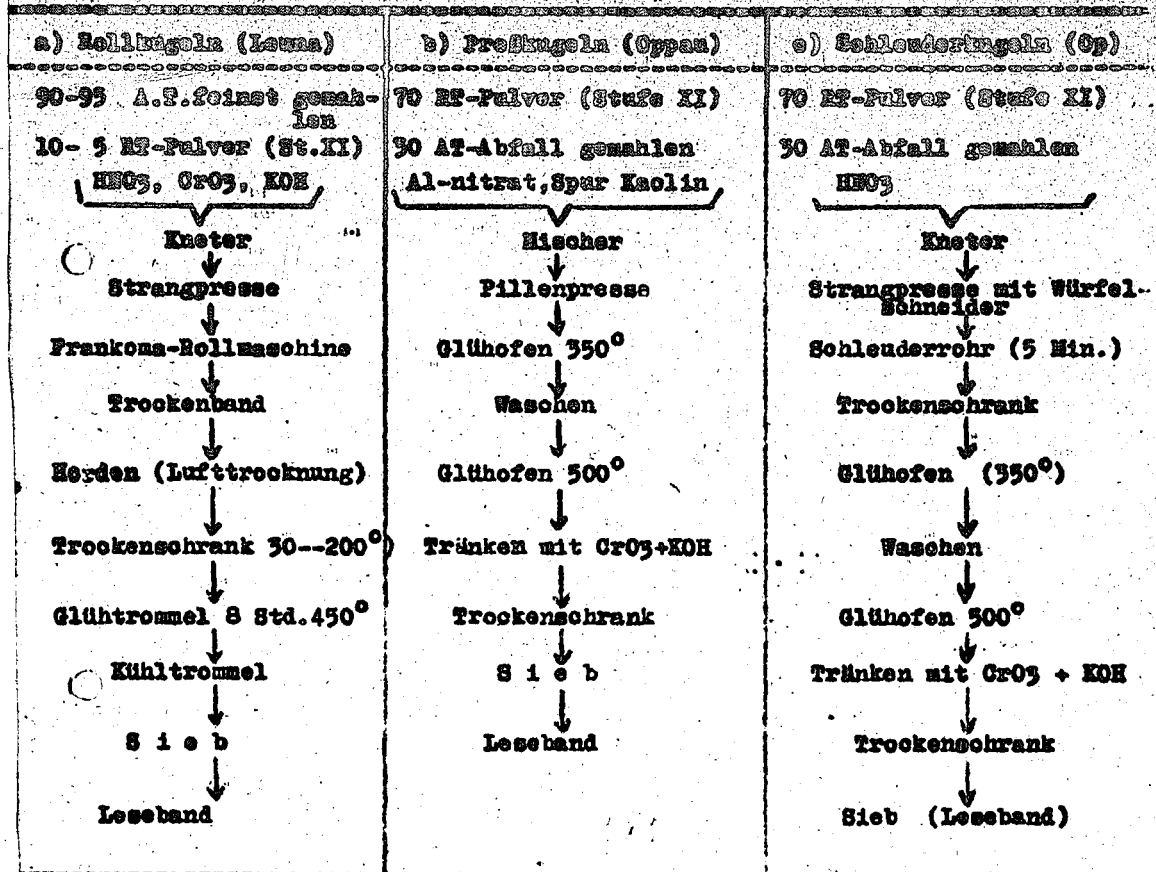 a) Rollkugeln (Leuna)
90-95 A.T.feinst gemah-
len
10- 5 RT-Pulver (St.XI)
HNO3, CrO3, KOH
Kneter
Strangpresse
Frankoma-Rollmaschine
Trockenband
Horden (Lufttrocknung)
Trockenschrank 30--200°)
Glühtrommel 8 Std.450°
Kühltrommel
S i e b
Leseband
b) Preßkugeln (Oppau)
70 RT-Pulver (Stufe XI)
30 AT-Abfall gemahlen
Al-nitrat,Spur Kaolin
Mischer
Pillenpresse
Glühofen 350°
Waschen
Glühofen 500°
Tränken mit CrO3+KOH
Trockenschrank
S i e b
Leseband
c) Schleuderkugeln (Op)
70 RT-Pulver (Stufe XI)
30 AT-Abfall gemahlen
HNO3
Kneter
Strangpresse mit Würfel-
schneider
Schleuderrohr (5 Min.)
Trockenschrank
Glühofen (350°)
Waschen
Glühofen 500°
Tränken mit CrO3 + KOH
Trockenschrank
Sieb (Leseband)